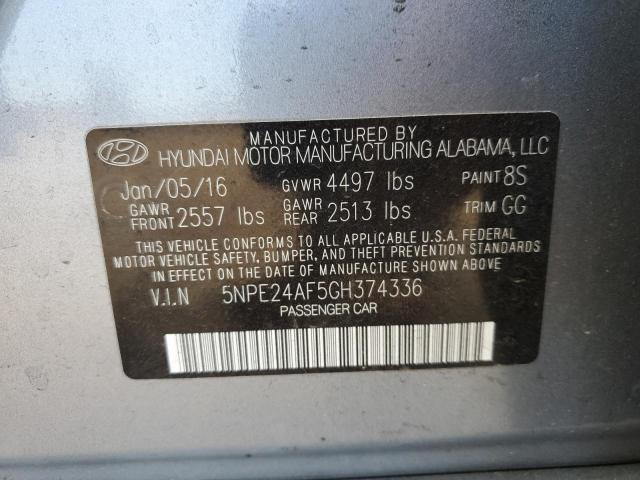 MANUFACTURED BY
HYUNDAI MOTOR MANUFACTURING ALABAMA, LLC
Jan/05/16 GVWR 4497 lbs PAINT 8S
GAWR FRONT 2557 lbs GAWR REAR 2513 lbs TRIM GG
THIS VEHICLE CONFORMS TO ALL APPLICABLE U.S.A. FEDERAL
MOTOR VEHICLE SAFETY, BUMPER, AND THEFT PREVENTION STANDARDS
IN EFFECT ON THE DATE OF MANUFACTURE SHOWN ABOVE.
V.I.N 5NPE24AF5GH374336
PASSENGER CAR